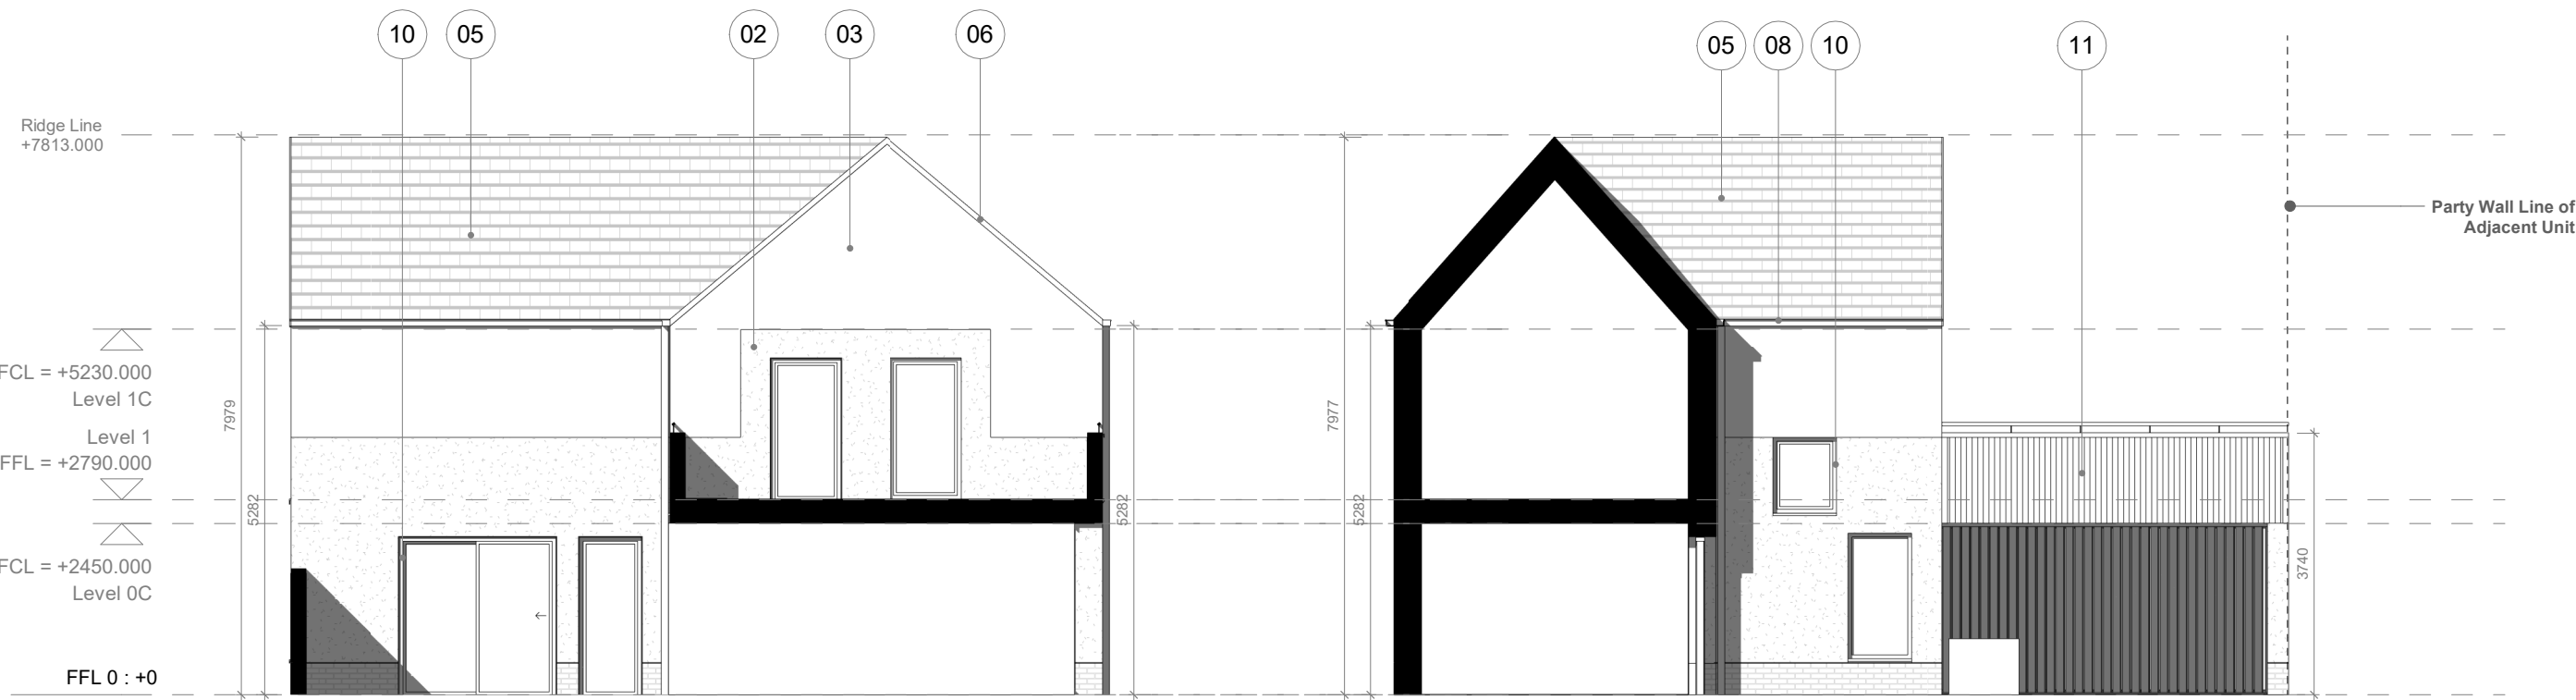 10
05
02
03
06
05
08
10
11
Ridge Line
+7813.000
Party Wall Line of
Adjacent Unit
FCL = +5230.000
Level 1C
Level 1
FFL = +2790.000
FCL = +2450.000
Level 0C
FFL 0 : +0
7979
5282
5282
7977
5282
3740